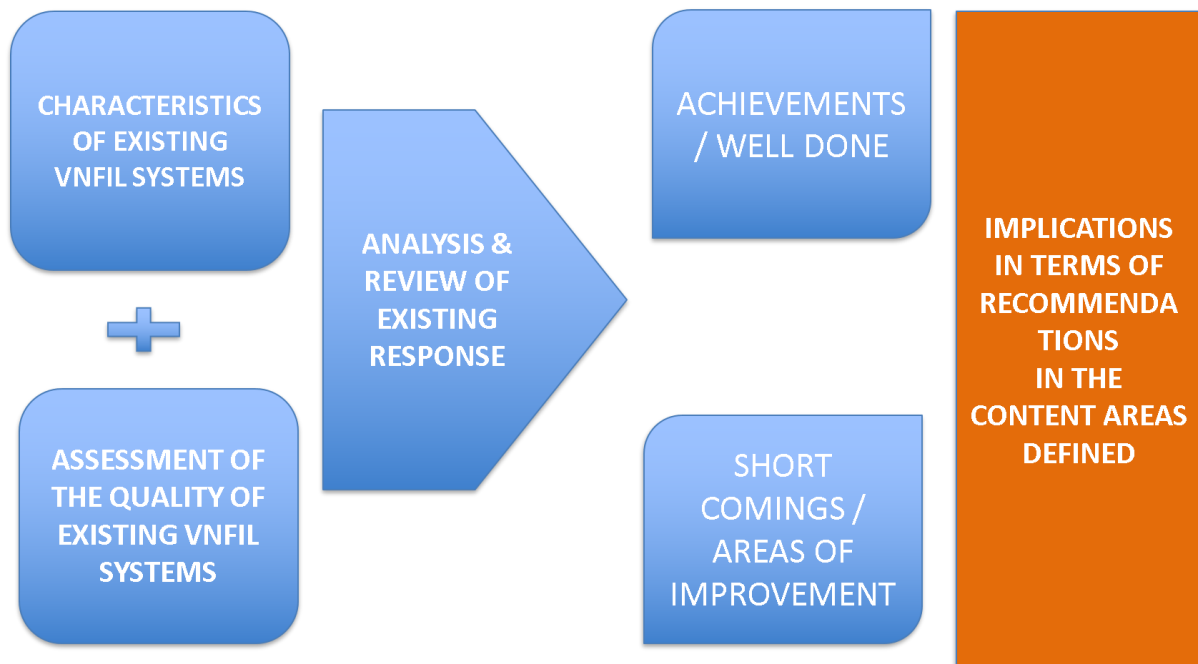 CHARACTERISTICS
OF EXISTING
VNFIL SYSTEMS
ASSESSMENT OF
THE QUALITY OF
EXISTING VNFIL
SYSTEMS
ANALYSIS &
REVIEW OF
EXISTING
RESPONSE
ACHIEVEMENTS
/ WELL DONE
SHORT
COMINGS /
AREAS OF
IMPROVEMENT
IMPLICATIONS
IN TERMS OF
RECOMMENDA
TIONS
IN THE
CONTENT AREAS
DEFINED